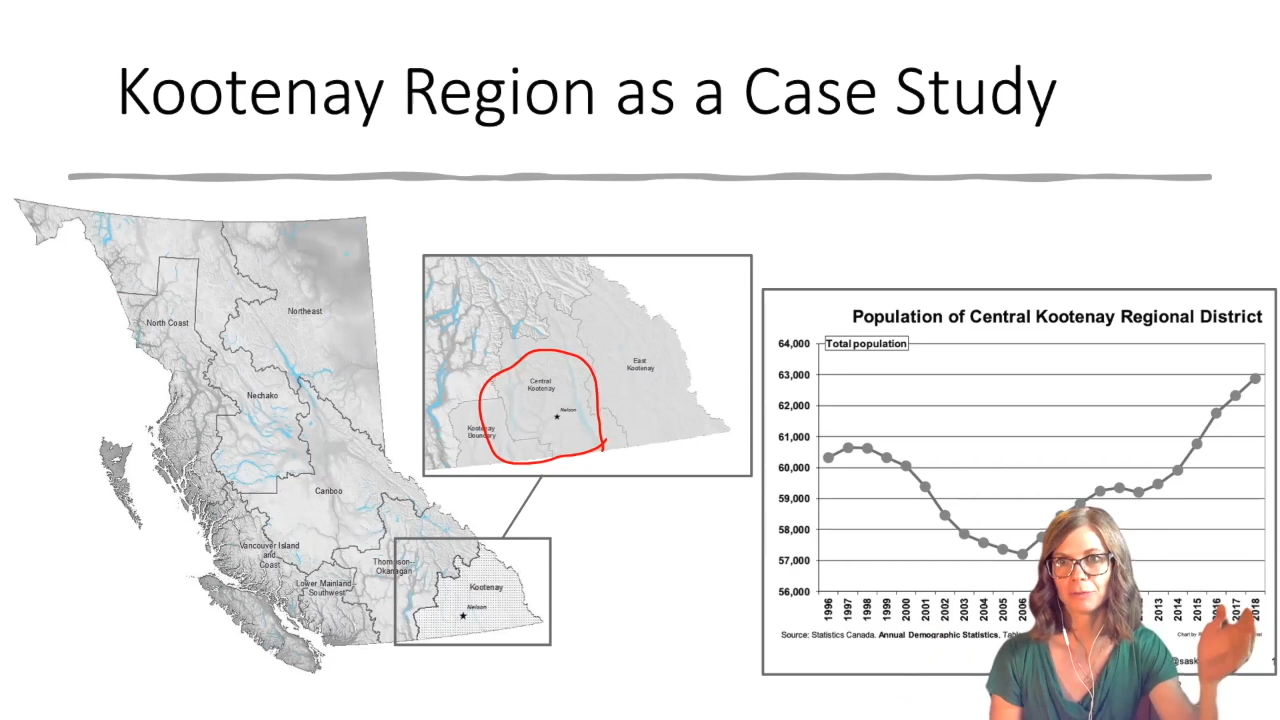 Kootenay Region as a Case Study
North Coast
Northeast
Nechako
Cariboo
Vancouver Island
and
Coast
Lower Mainland
Southwest
Thompson-
Okanagan
Kootenay
Nelson
East
Kootenay
Central
Kootenay
Nelson
Kootenay
Boundary
Population of Central Kootenay Regional District
Total population
64,000
63,000
62,000
61,000
60,000
59,000
58,000
57,000
56,000
1996
1997
1998
1999
2000
2001
2002
2003
2004
2005
2006
2013
2014
2015
2016
2017
2018
Source: Statistics Canada. Annual Demographic Statistics,
Chart by
@sask